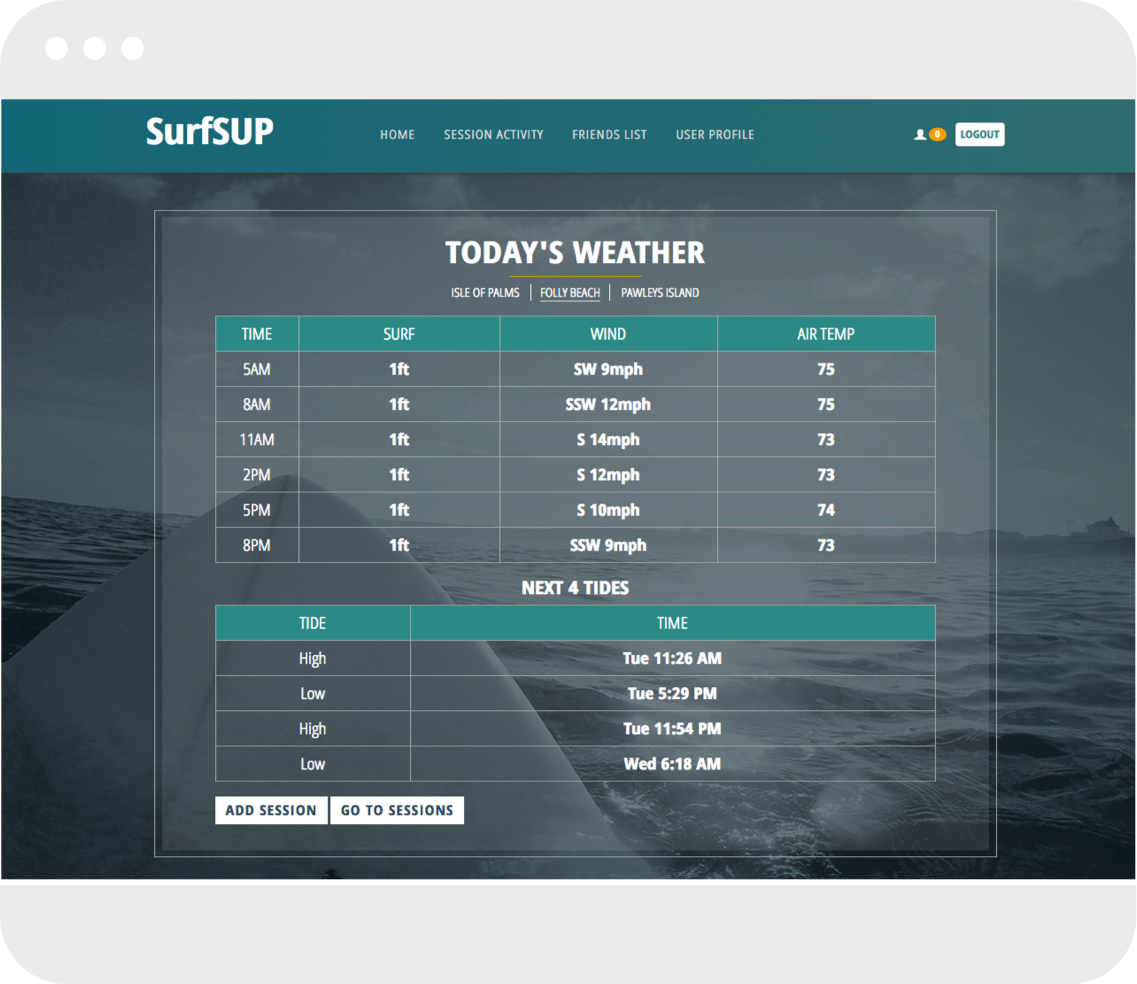 SurfSUP
HOME SESSION ACTIVITY FRIENDS LIST USER PROFILE
0 LOGOUT
TODAY'S WEATHER
ISLE OF PALMS FOLLY BEACH PAWLEYS ISLAND
TIME SURF WIND AIR TEMP
5AM 1ft SW 9mph 75
8AM 1ft SSW 12mph 75
11AM 1ft S 14mph 73
2PM 1ft S 12mph 73
5PM 1ft S 10mph 74
8PM 1ft SSW 9mph 73
NEXT 4 TIDES
TIDE TIME
High Tue 11:26 AM
Low Tue 5:29 PM
High Tue 11:54 PM
Low Wed 6:18 AM
ADD SESSION GO TO SESSIONS